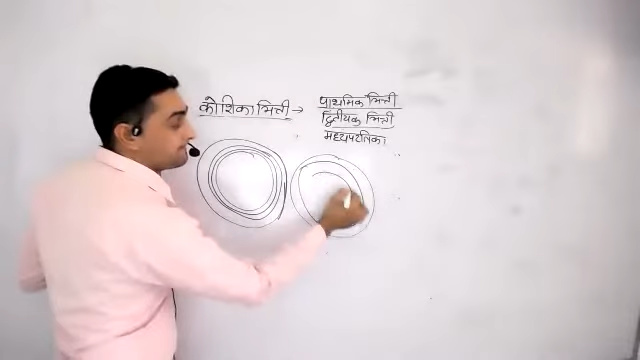 कोशिका भित्ती → प्राथमिक भित्ती
द्वितीयक भित्ती
मध्यपटलिका